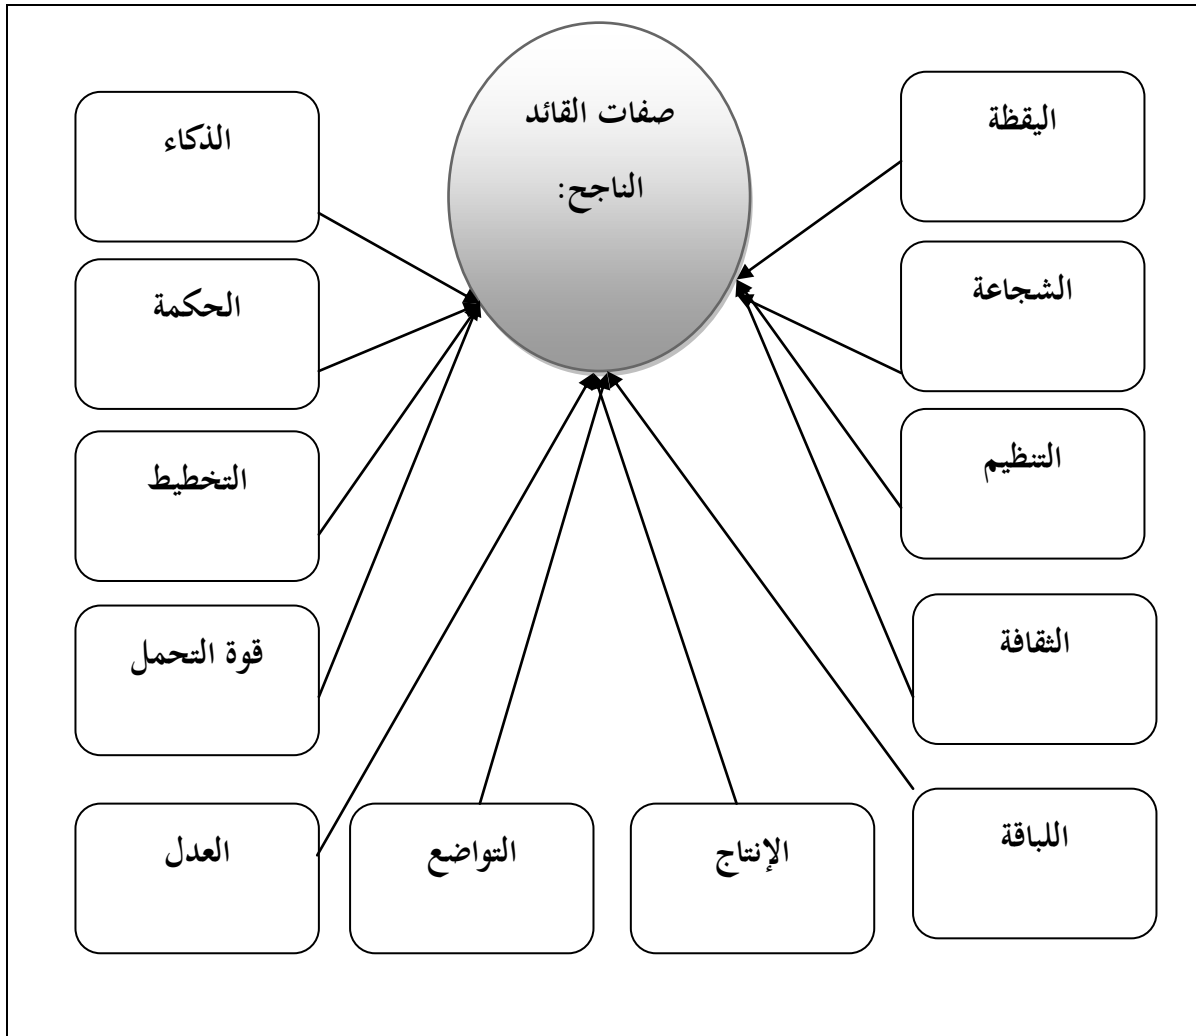 صفات القائد
الناجح:
اليقظة
الذكاء
الشجاعة
الحكمة
التنظيم
التخطيط
الثقافة
قوة التحمل
اللباقة
الإنتاج
التواضع
العدل